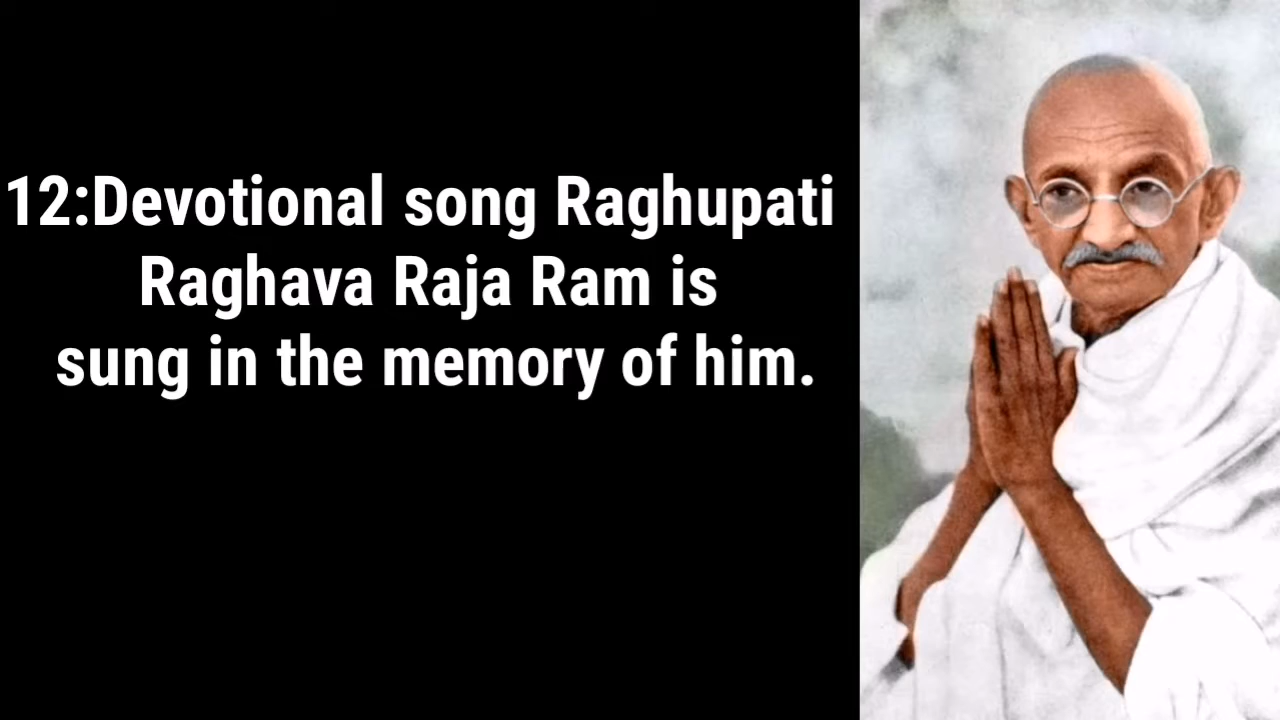 12:Devotional song Raghupati
Raghava Raja Ram is
sung in the memory of him.